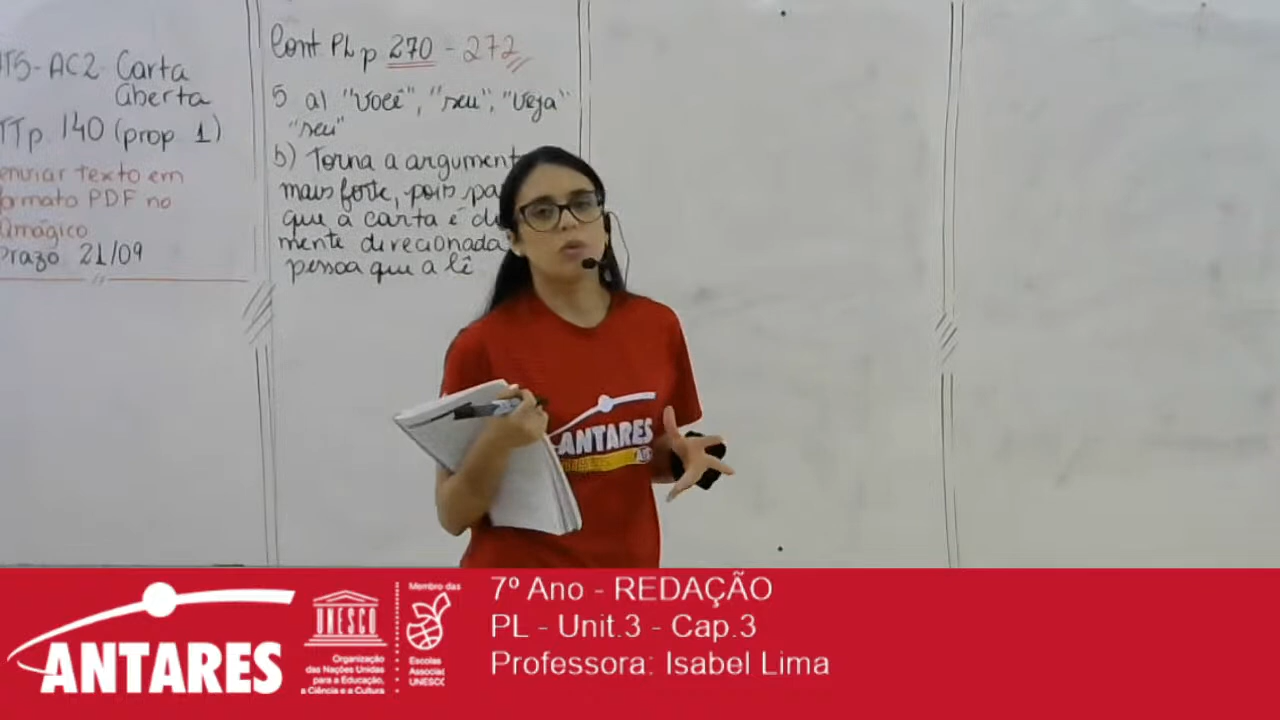 AC2 Carta
Aberta
TTp. 140 (prop 1)
enviar texto em
formato PDF no
Prazo 21/09
Cont PL p 270 - 272
5 a) "Você", "seu", "Veja"
"seu"
b) Torna a argument
mais forte, pois pa
que a carta é di
mente direcionada
pessoa que a lê
ANTARES
ANTARES
UNESCO
Organização
das Nações Unidas
para a Educação,
a Ciência e a Cultura
Membro das
Escolas
Associa
UNESCO
7º Ano - REDAÇÃO
PL - Unit.3 - Cap.3
Professora: Isabel Lima